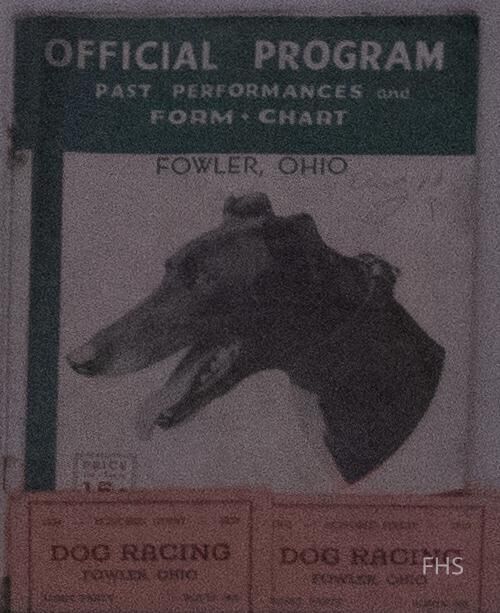 OFFICIAL PROGRAM
PAST PERFORMANCES and
FORM · CHART
FOWLER, OHIO
PRICE
15¢
DOG RACING
FOWLER, OHIO
DOG RACING
FOWLER, OHIO
FHS